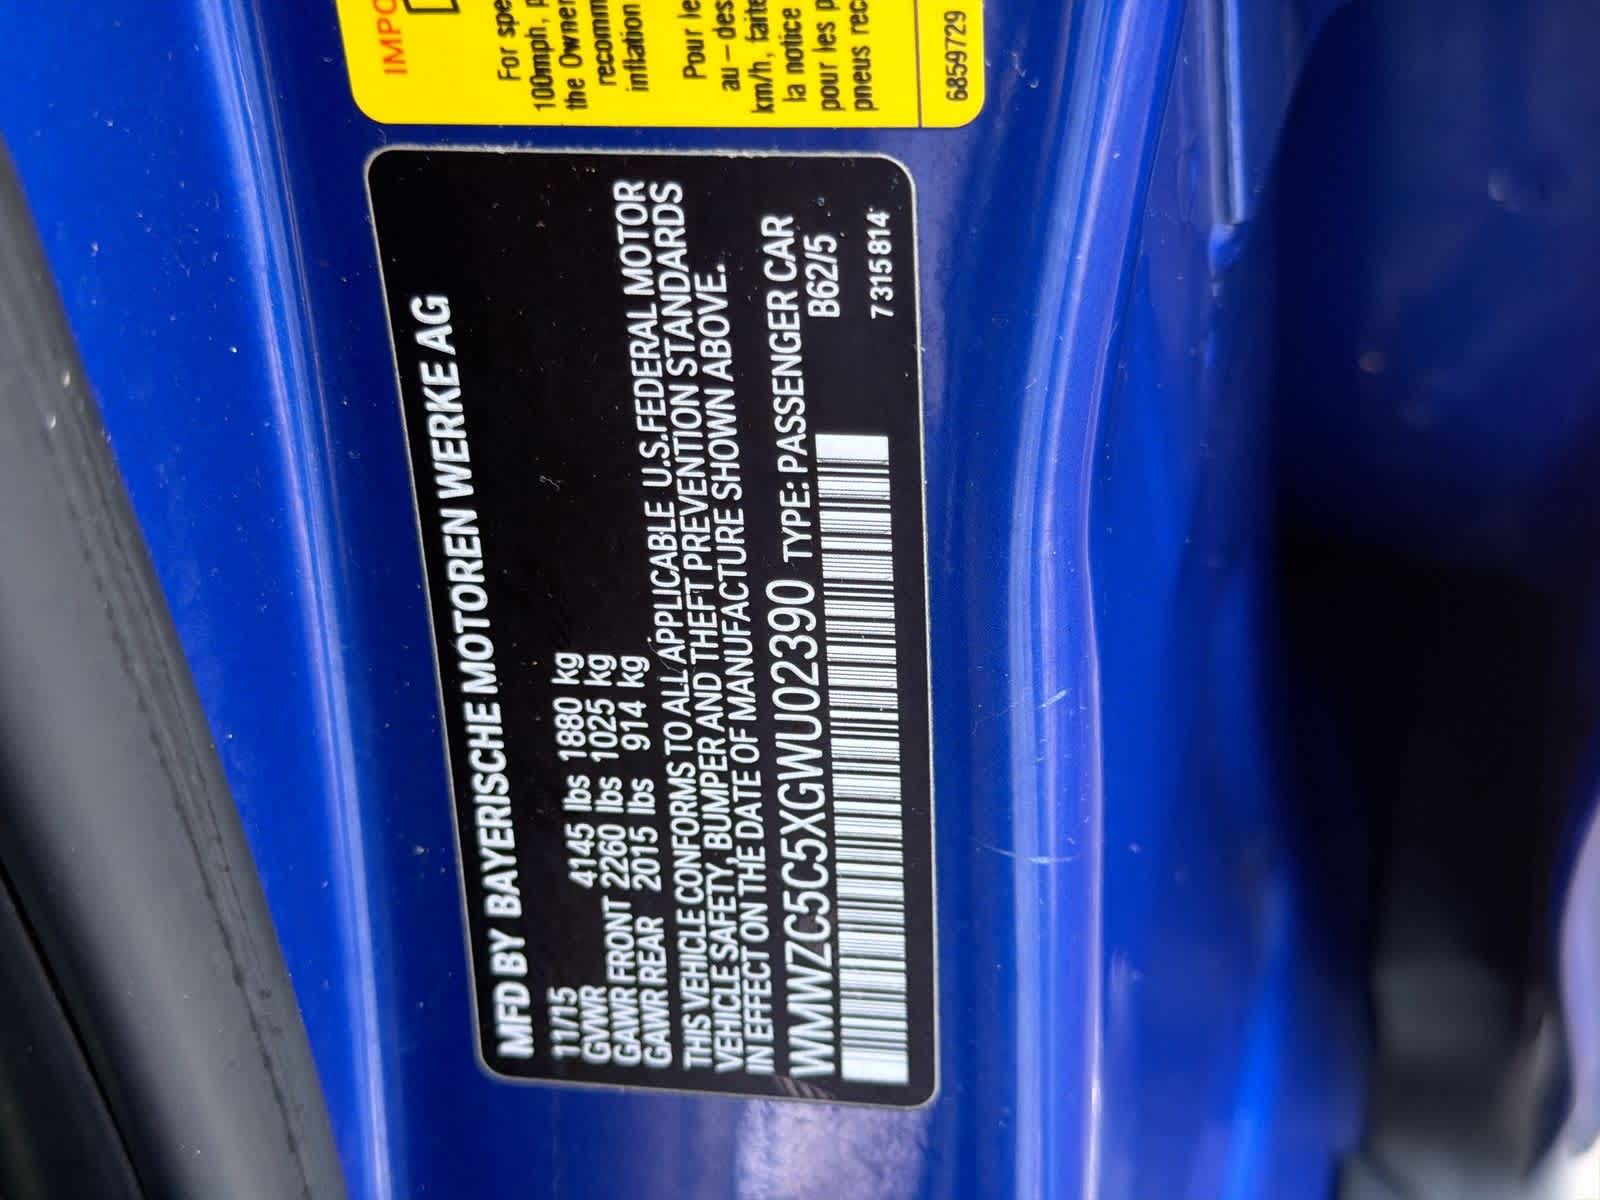 IMPO
For spe
100mph, p
the Owner
recomm
inflation
Pour le
au-des
km/h, faite
la notice
pour les p
pneus rec
6859729
MFD BY BAYERISCHE MOTOREN WERKE AG
11/15
GVWR 4145 lbs 1880 kg
GAWR FRONT 2260 lbs 1025 kg
GAWR REAR 2015 lbs 914 kg
THIS VEHICLE CONFORMS TO ALL APPLICABLE U.S.FEDERAL MOTOR
VEHICLE SAFETY, BUMPER AND THEFT PREVENTION STANDARDS
IN EFFECT ON THE DATE OF MANUFACTURE SHOWN ABOVE.
WMWZC5C5XGWU02390 TYPE: PASSENGER CAR
B62/5
7315814